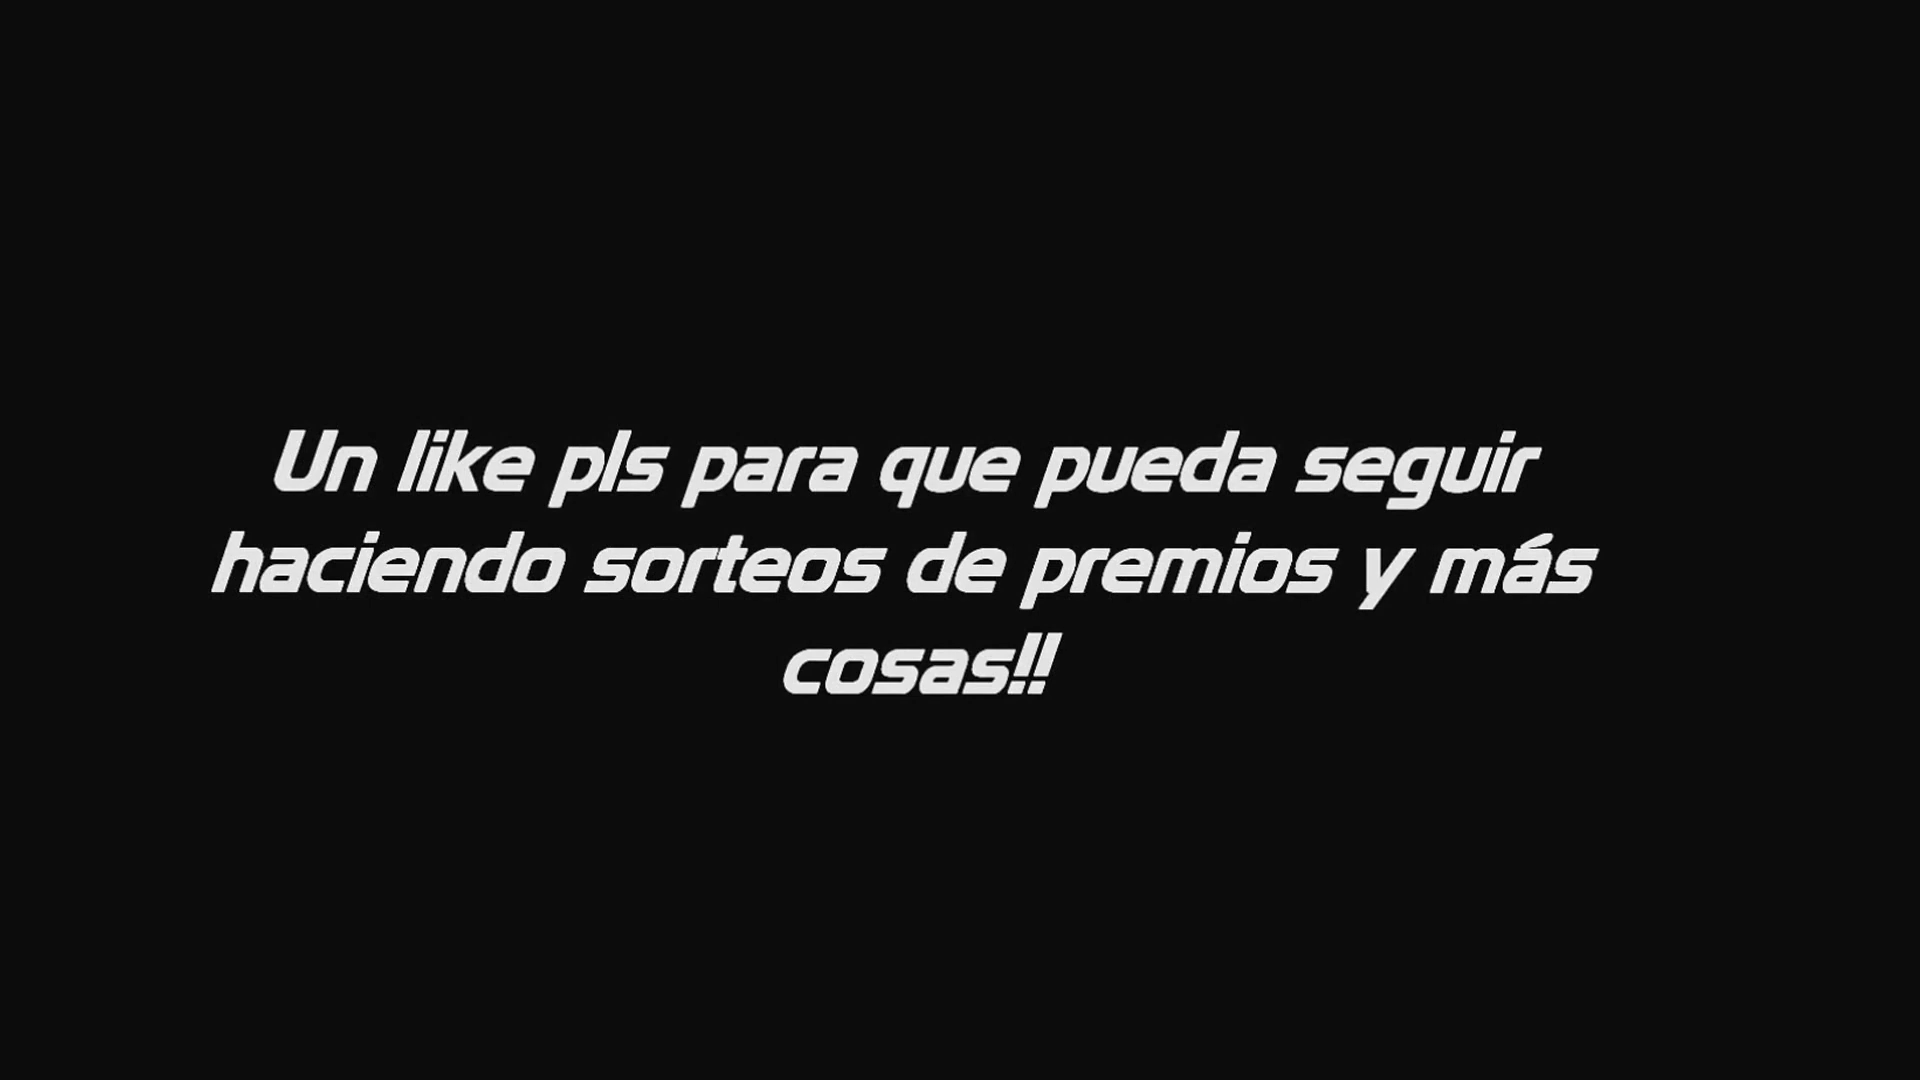 Un like pls para que pueda seguir
haciendo sorteos de premios y más
cosas!!